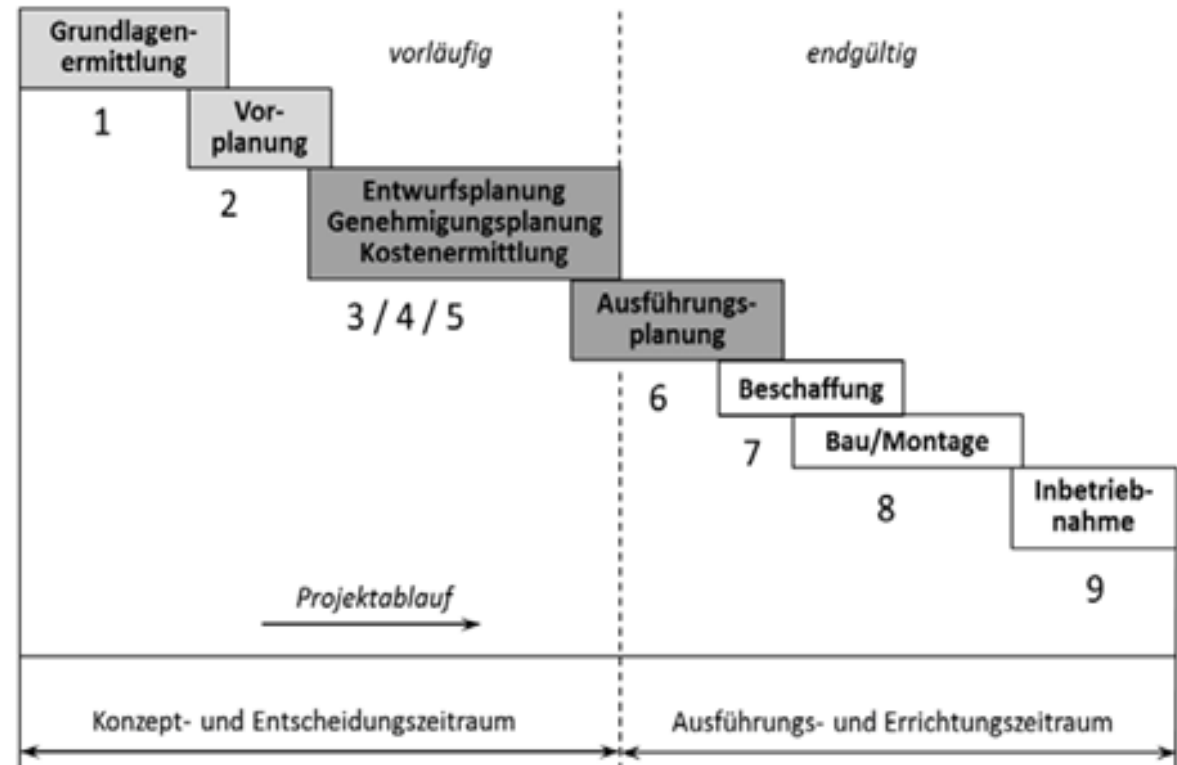 Grundlagen-
ermittlung
vorläufig
endgültig
1
Vor-
planung
2
Entwurfsplanung
Genehmigungsplanung
Kostenermittlung
3 / 4 / 5
Ausführungs-
planung
6
Beschaffung
7
Bau/Montage
8
Inbetrieb-
nahme
9
Projektablauf
Konzept- und Entscheidungszeitraum
Ausführungs- und Errichtungszeitraum